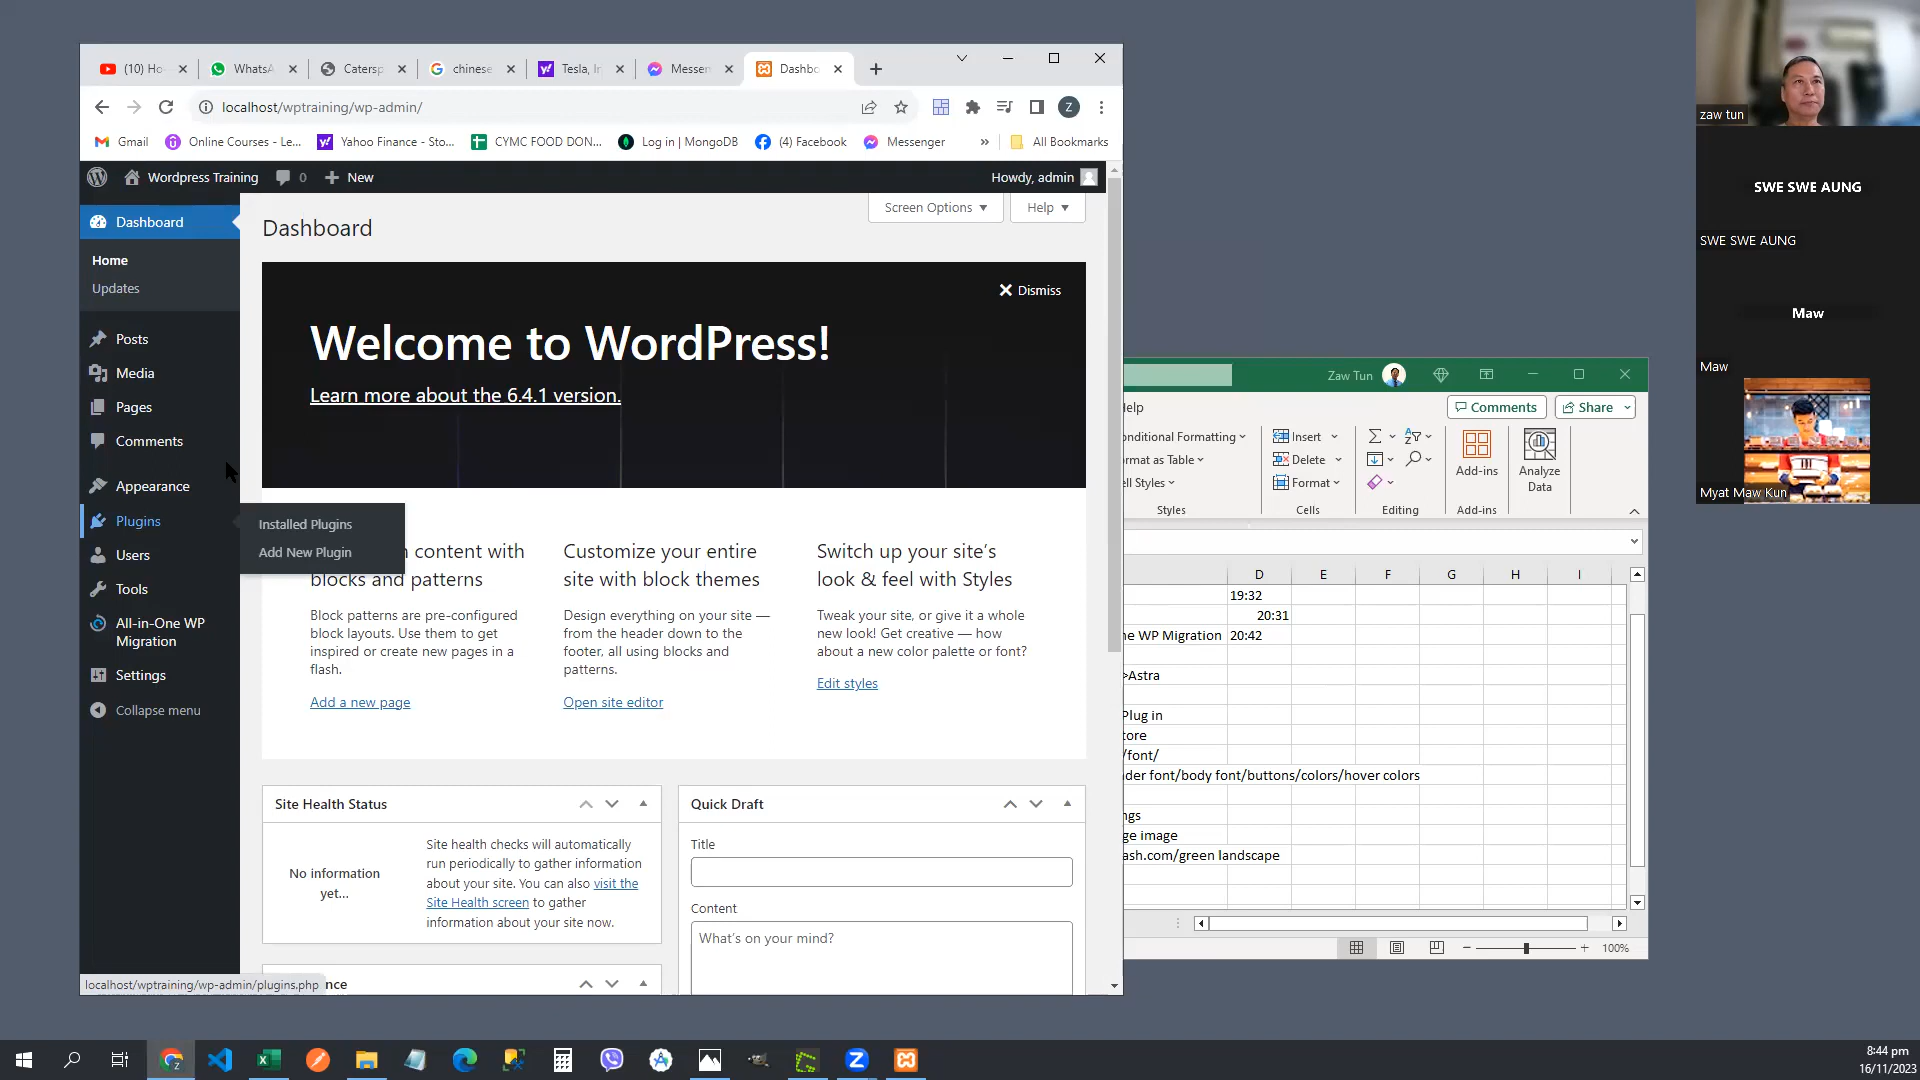 (10) Ho
WhatsA
Catersp
chinese
Tesla, In
Messen
Dashbo
localhost/wptraining/wp-admin/
Z
Gmail
Online Courses - Le...
Yahoo Finance - Sto...
CYMC FOOD DON...
Log in | MongoDB
(4) Facebook
Messenger
»
All Bookmarks
Wordpress Training
0
New
Howdy, admin
Dashboard
Home
Updates
Posts
Media
Pages
Comments
Appearance
Plugins
Installed Plugins
Add New Plugin
Users
Tools
All-in-One WP
Migration
Settings
Collapse menu
Screen Options
Help
Dashboard
Dismiss
Welcome to WordPress!
Learn more about the 6.4.1 version.
content with
blocks and patterns
Block patterns are pre-configured
block layouts. Use them to get
inspired or create new pages in a
flash.
Add a new page
Customize your entire
site with block themes
Design everything on your site —
from the header down to the
footer, all using blocks and
patterns.
Open site editor
Switch up your site’s
look & feel with Styles
Tweak your site, or give it a whole
new look! Get creative — how
about a new color palette or font?
Edit styles
Site Health Status
No information
yet...
Site health checks will automatically
run periodically to gather information
about your site. You can also visit the
Site Health screen to gather
information about your site now.
Quick Draft
Title
Content
What’s on your mind?
localhost/wptraining/wp-admin/plugins.php
nce
Zaw Tun
Help
Comments
Share
onditional Formatting
rmat as Table
ell Styles
Styles
Insert
Delete
Format
Cells
Editing
Add-ins
Add-ins
Analyze
Data
D E F G H I
19:32
20:31
ne WP Migration 20:42
>Astra
Plug in
tore
/font/
der font/body font/buttons/colors/hover colors
ngs
ge image
ash.com/green landscape
100%
zaw tun
SWE SWE AUNG
SWE SWE AUNG
Maw
Maw
Myat Maw Kun
8:44 pm
16/11/2023